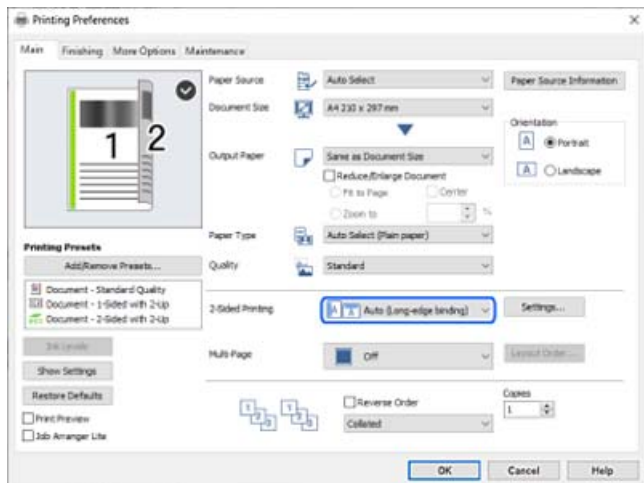 Printing Preferences
Main Finishing More Options Maintenance
1 2
Paper Source Auto Select Paper Source Information
Document Size A4 210 x 297 mm
Orientation
A Portrait
A Landscape
Output Paper Same as Document Size
Reduce/Enlarge Document
Fit to Page Center
Zoom to %
Paper Type Auto Select (Plain paper)
Printing Presets
Add/Remove Presets...
Quality Standard
Document - Standard Quality
Document - 1-Sided with 2-Up
Document - 2-Sided with 2-Up
2-Sided Printing Auto (Long-edge binding) Settings...
Ink Levels
Multi-Page Off Layout Order...
Show Settings
Restore Defaults
Print Preview
Job Arranger Lite
Reverse Order
Collated
Copies
1
OK Cancel Help